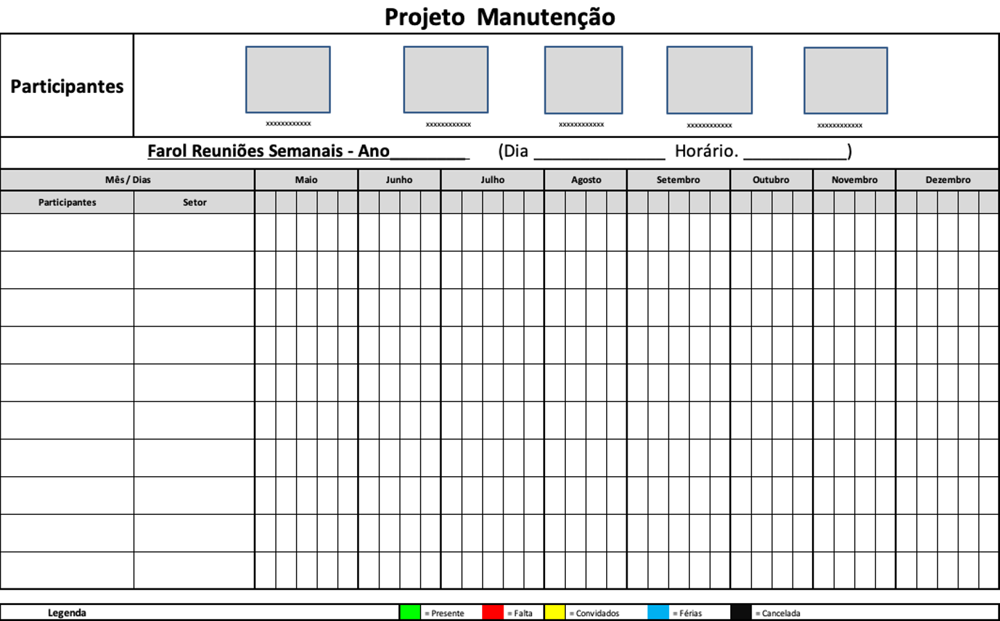 Projeto Manutenção
Participantes
xxxxxxxxxxxx xxxxxxxxxxxx xxxxxxxxxxxx xxxxxxxxxxxx xxxxxxxxxxxx
Farol Reuniões Semanais - Ano_________ (Dia ______________ Horário. ___________)
Mês / Dias Maio Junho Julho Agosto Setembro Outubro Novembro Dezembro
Participantes Setor
Legenda = Presente = Falta = Convidados = Férias = Cancelada